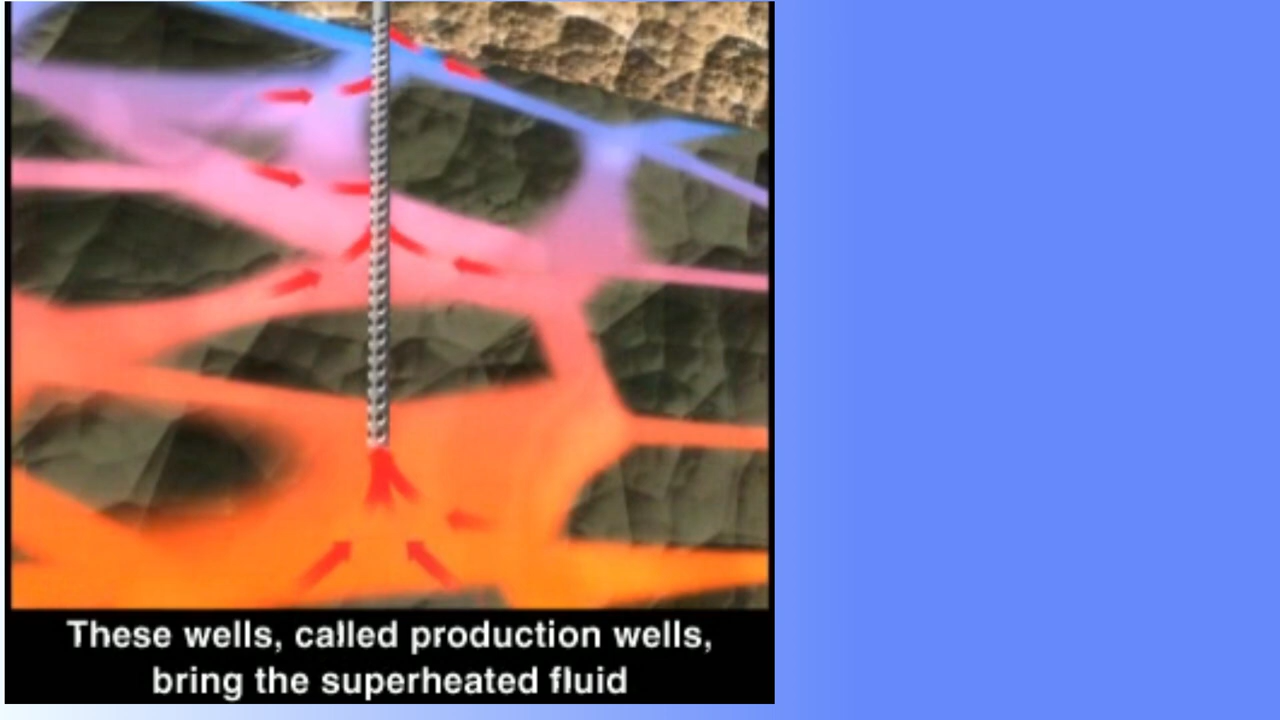 These wells, called production wells,
bring the superheated fluid